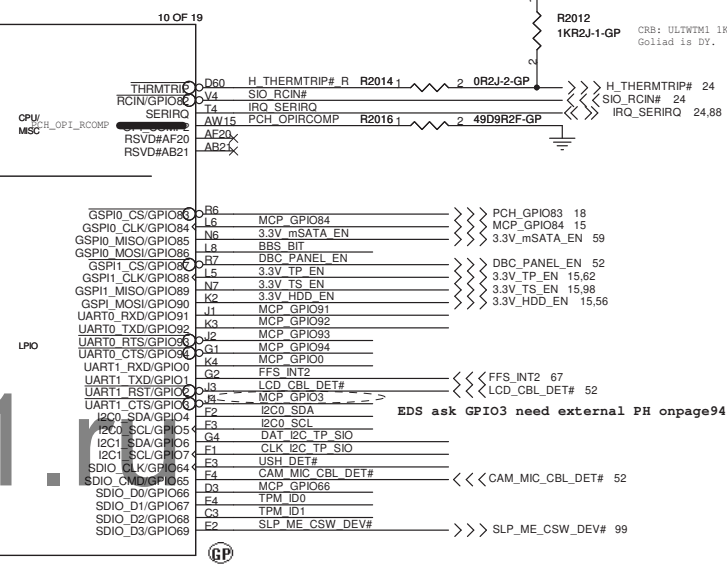 10 OF 19
R2012
1KR2J-1-GP
CRB: ULTWTM1 1K
Goliad is DY.
2
THRMTRIP D60 H_THERMTRIP#_R R2014 1 2 0R2J-2-GP H_THERMTRIP# 24
RCIN/GPIO82 V4 SIO_RCIN# SIO_RCIN# 24
SERIRQ T4 IRQ_SERIRQ IRQ_SERIRQ 24,88
CPU/
MISC
PCH_OPI_RCOMP AW15 PCH_OPIRCOMP R2016 1 2 49D9R2F-GP
RSVD#AF20 AF20
RSVD#AB21 AB21
GSPI0_CS/GPIO83 R6 PCH_GPIO83 18
GSPI0_CLK/GPIO84 L6 MCP_GPIO84 MCP_GPIO84 15
GSPI0_MISO/GPIO85 N6 3.3V_mSATA_EN 3.3V_mSATA_EN 59
GSPI0_MOSI/GPIO86 L8 BBS_BIT
GSPI1_CS/GPIO87 R7 DBC_PANEL_EN DBC_PANEL_EN 52
GSPI1_CLK/GPIO88 L5 3.3V_TP_EN 3.3V_TP_EN 15,62
GSPI1_MISO/GPIO89 N7 3.3V_TS_EN 3.3V_TS_EN 15,98
GSPI_MOSI/GPIO90 K2 3.3V_HDD_EN 3.3V_HDD_EN 15,56
UART0_RXD/GPIO91 J1 MCP_GPIO91
UART0_TXD/GPIO92 K3 MCP_GPIO92
UART0_RTS/GPIO93 J2 MCP_GPIO93
UART0_CTS/GPIO94 G1 MCP_GPIO94
LPIO
UART1_RXD/GPIO0 K4 MCP_GPIO0
UART1_TXD/GPIO1 G2 FFS_INT2 FFS_INT2 67
UART1_RST/GPIO2 J3 LCD_CBL_DET# LCD_CBL_DET# 52
UART1_CTS/GPIO3 J4 MCP_GPIO3
EDS ask GPIO3 need external PH onpage94
I2C0_SDA/GPIO4 F2 I2C0_SDA
I2C0_SCL/GPIO5 F3 I2C0_SCL
I2C1_SDA/GPIO6 G4 DAT_I2C_TP_SIO
I2C1_SCL/GPIO7 F1 CLK_I2C_TP_SIO
SDIO_CLK/GPIO64 E3 USH_DET#
SDIO_CMD/GPIO65 F4 CAM_MIC_CBL_DET# CAM_MIC_CBL_DET# 52
SDIO_D0/GPIO66 D3 MCP_GPIO66
SDIO_D1/GPIO67 E4 TPM_ID0
SDIO_D2/GPIO68 C3 TPM_ID1
SDIO_D3/GPIO69 E2 SLP_ME_CSW_DEV# SLP_ME_CSW_DEV# 99
GP
1.ru